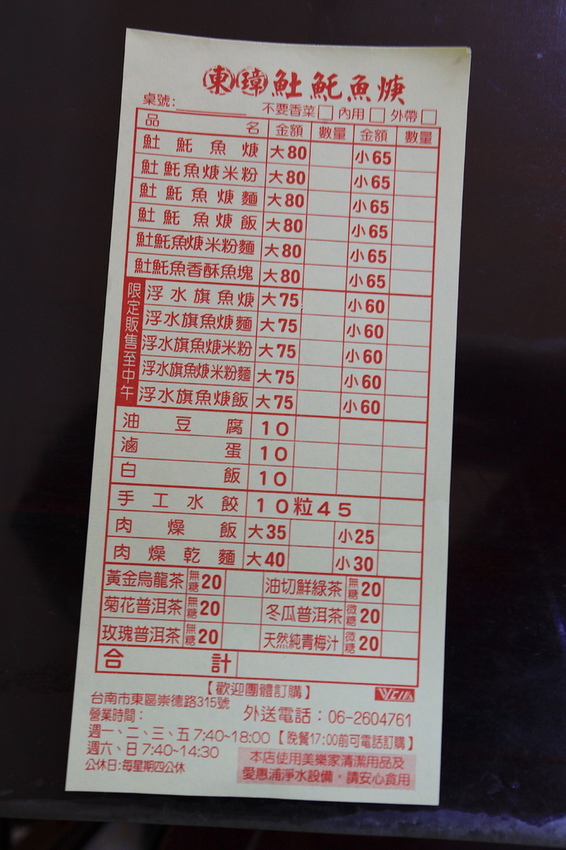 東璋魠魠魚焿
桌號: 不要香菜 內用 外帶
品名 金額 數量 金額 數量
魠魠魚焿 大80 小65
魠魠魚焿米粉 大80 小65
魠魠魚焿麵 大80 小65
魠魠魚焿飯 大80 小65
魠魠魚焿米粉麵 大80 小65
魠魠魚香酥魚塊 大80 小65
限定販售至中午
浮水旗魚焿 大75 小60
浮水旗魚焿麵 大75 小60
浮水旗魚焿米粉 大75 小60
浮水旗魚焿米粉麵 大75 小60
浮水旗魚焿飯 大75 小60
油豆腐 10
滷蛋 10
白飯 10
手工水餃 10粒45
肉燥飯 大35 小25
肉燥乾麵 大40 小30
黃金烏龍茶 無糖 20 油切鮮綠茶 無糖 20
菊花普洱茶 無糖 20 冬瓜普洱茶 微糖 20
玫瑰普洱茶 無糖 20 天然純青梅汁 微糖 20
合計
【歡迎團體訂購】
台南市東區崇德路315號
外送電話：06-2604761
營業時間：
週一、二、三、五 7:40-18:00【晚餐17:00前可電話訂購】
週六、日 7:40-14:30
公休日:每星期四公休
本店使用美樂家清潔用品及
愛惠浦淨水設備，請安心食用